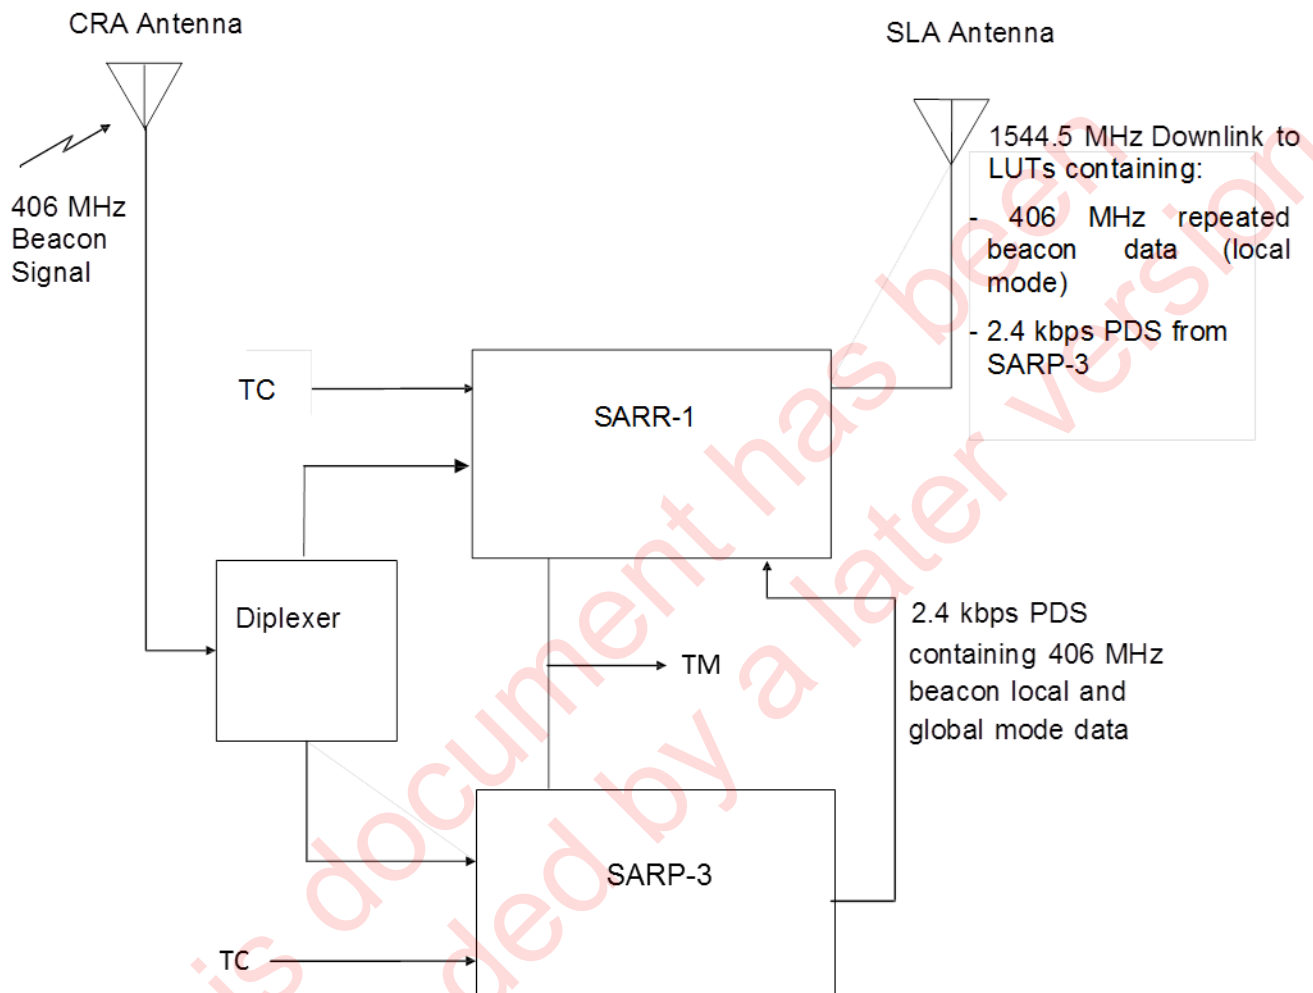 CRA Antenna
SLA Antenna
406 MHz
Beacon
Signal
1544.5 MHz Downlink to
LUTs containing:
- 406 MHz repeated
beacon data (local
mode)
- 2.4 kbps PDS from
SARP-3
TC
SARR-1
Diplexer
TM
2.4 kbps PDS
containing 406 MHz
beacon local and
global mode data
SARP-3
TC
is document has been
ded by a later version